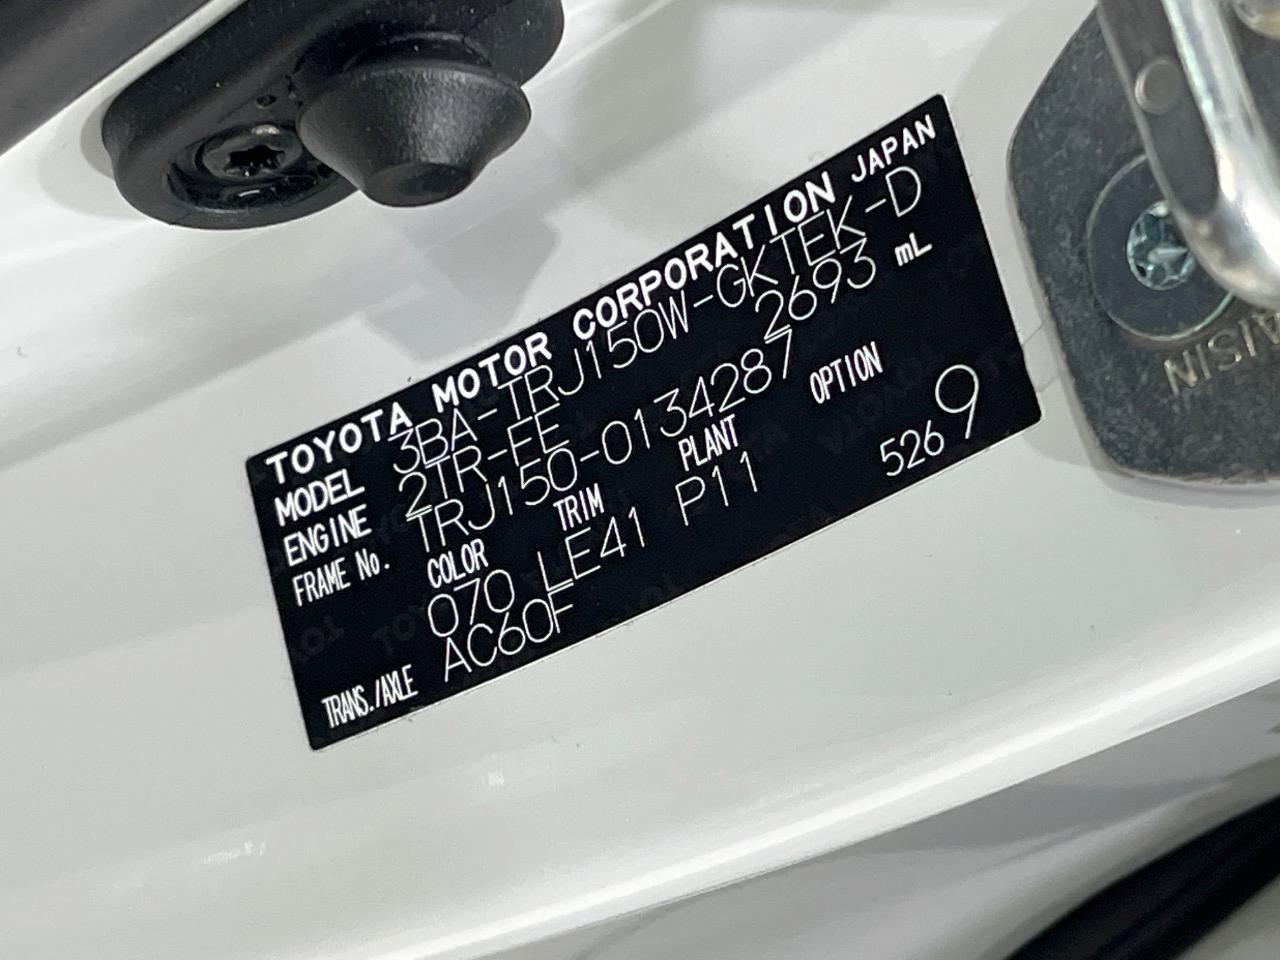 TOYOTA MOTOR CORPORATION JAPAN
MODEL 3BA-TRJ150W-GKTEK-D
ENGINE 2TR-FE 2693 mL
FRAME No. TRJ150-0134287
COLOR TRIM PLANT OPTION
070 LE41 P11 526 9
TRANS./AXLE AC60F
AISIN